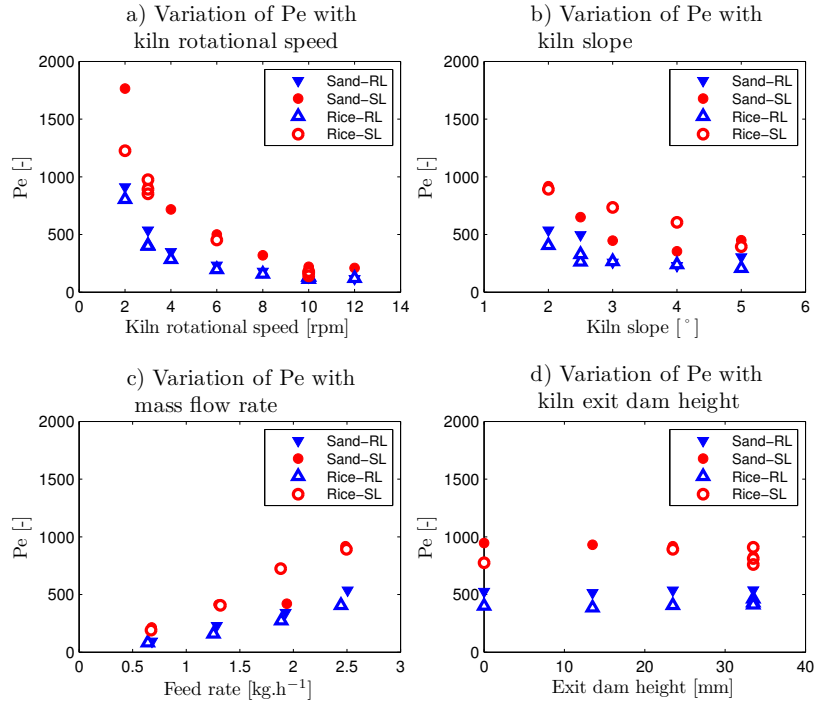 a) Variation of Pe with
kiln rotational speed
2000
1500
1000
500
0
Pe [-]
Sand-RL
Sand-SL
Rice-RL
Rice-SL
0 2 4 6 8 10 12 14
Kiln rotational speed [rpm]
b) Variation of Pe with
kiln slope
2000
1500
1000
500
0
Pe [-]
Sand-RL
Sand-SL
Rice-RL
Rice-SL
1 2 3 4 5 6
Kiln slope [°]
c) Variation of Pe with
mass flow rate
2000
1500
1000
500
0
Pe [-]
Sand-RL
Sand-SL
Rice-RL
Rice-SL
0 0.5 1 1.5 2 2.5 3
Feed rate [kg.h⁻¹]
d) Variation of Pe with
kiln exit dam height
2000
1500
1000
500
0
Pe [-]
Sand-RL
Sand-SL
Rice-RL
Rice-SL
0 10 20 30 40
Exit dam height [mm]